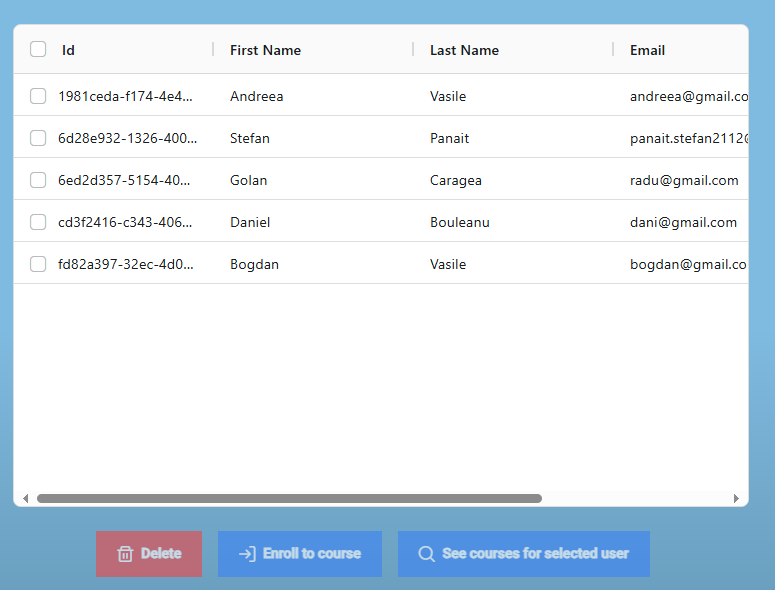 Id First Name Last Name Email
1981ceda-f174-4e4... Andreea Vasile andreea@gmail.co
6d28e932-1326-400... Stefan Panait panait.stefan2112
6ed2d357-5154-40... Golan Caragea radu@gmail.com
cd3f2416-c343-406... Daniel Bouleanu dani@gmail.com
fd82a397-32ec-4d0... Bogdan Vasile bogdan@gmail.co
Delete Enroll to course See courses for selected user